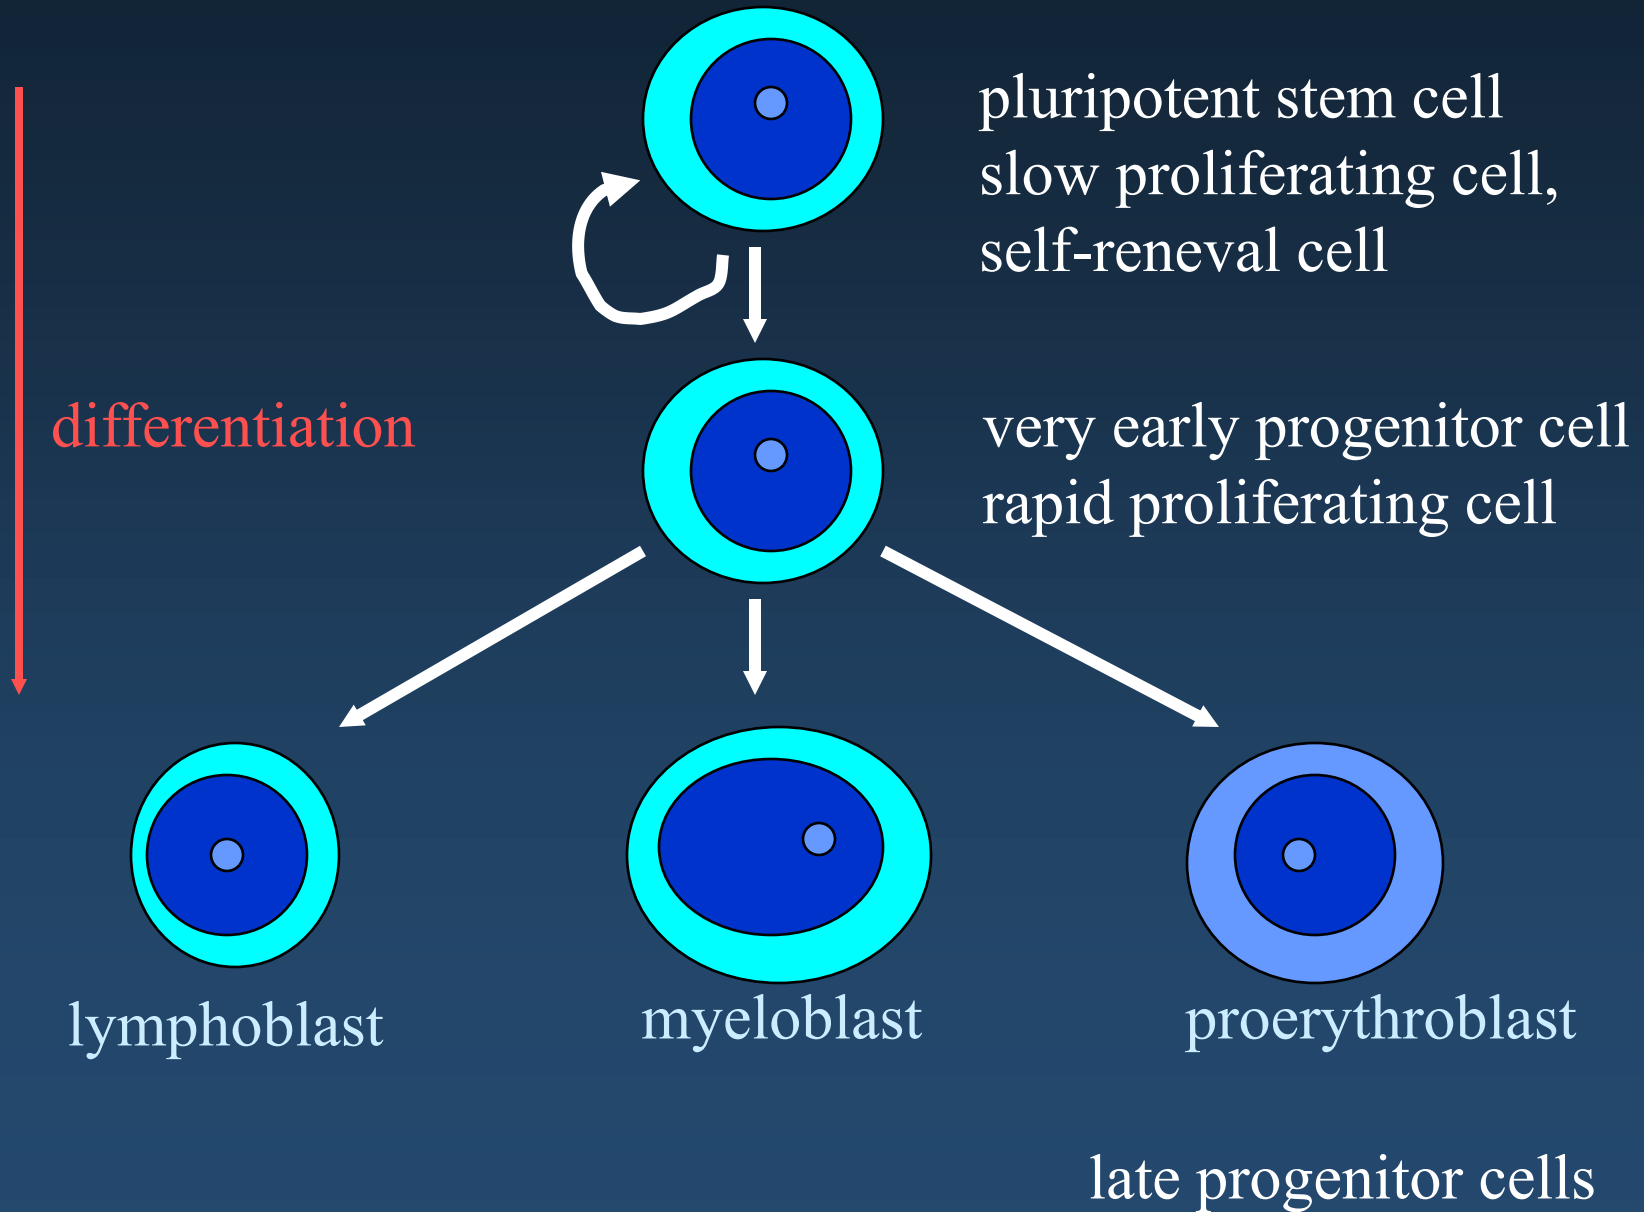 pluripotent stem cell
slow proliferating cell,
self-reneval cell
differentiation
very early progenitor cell
rapid proliferating cell
lymphoblast
myeloblast
proerythroblast
late progenitor cells